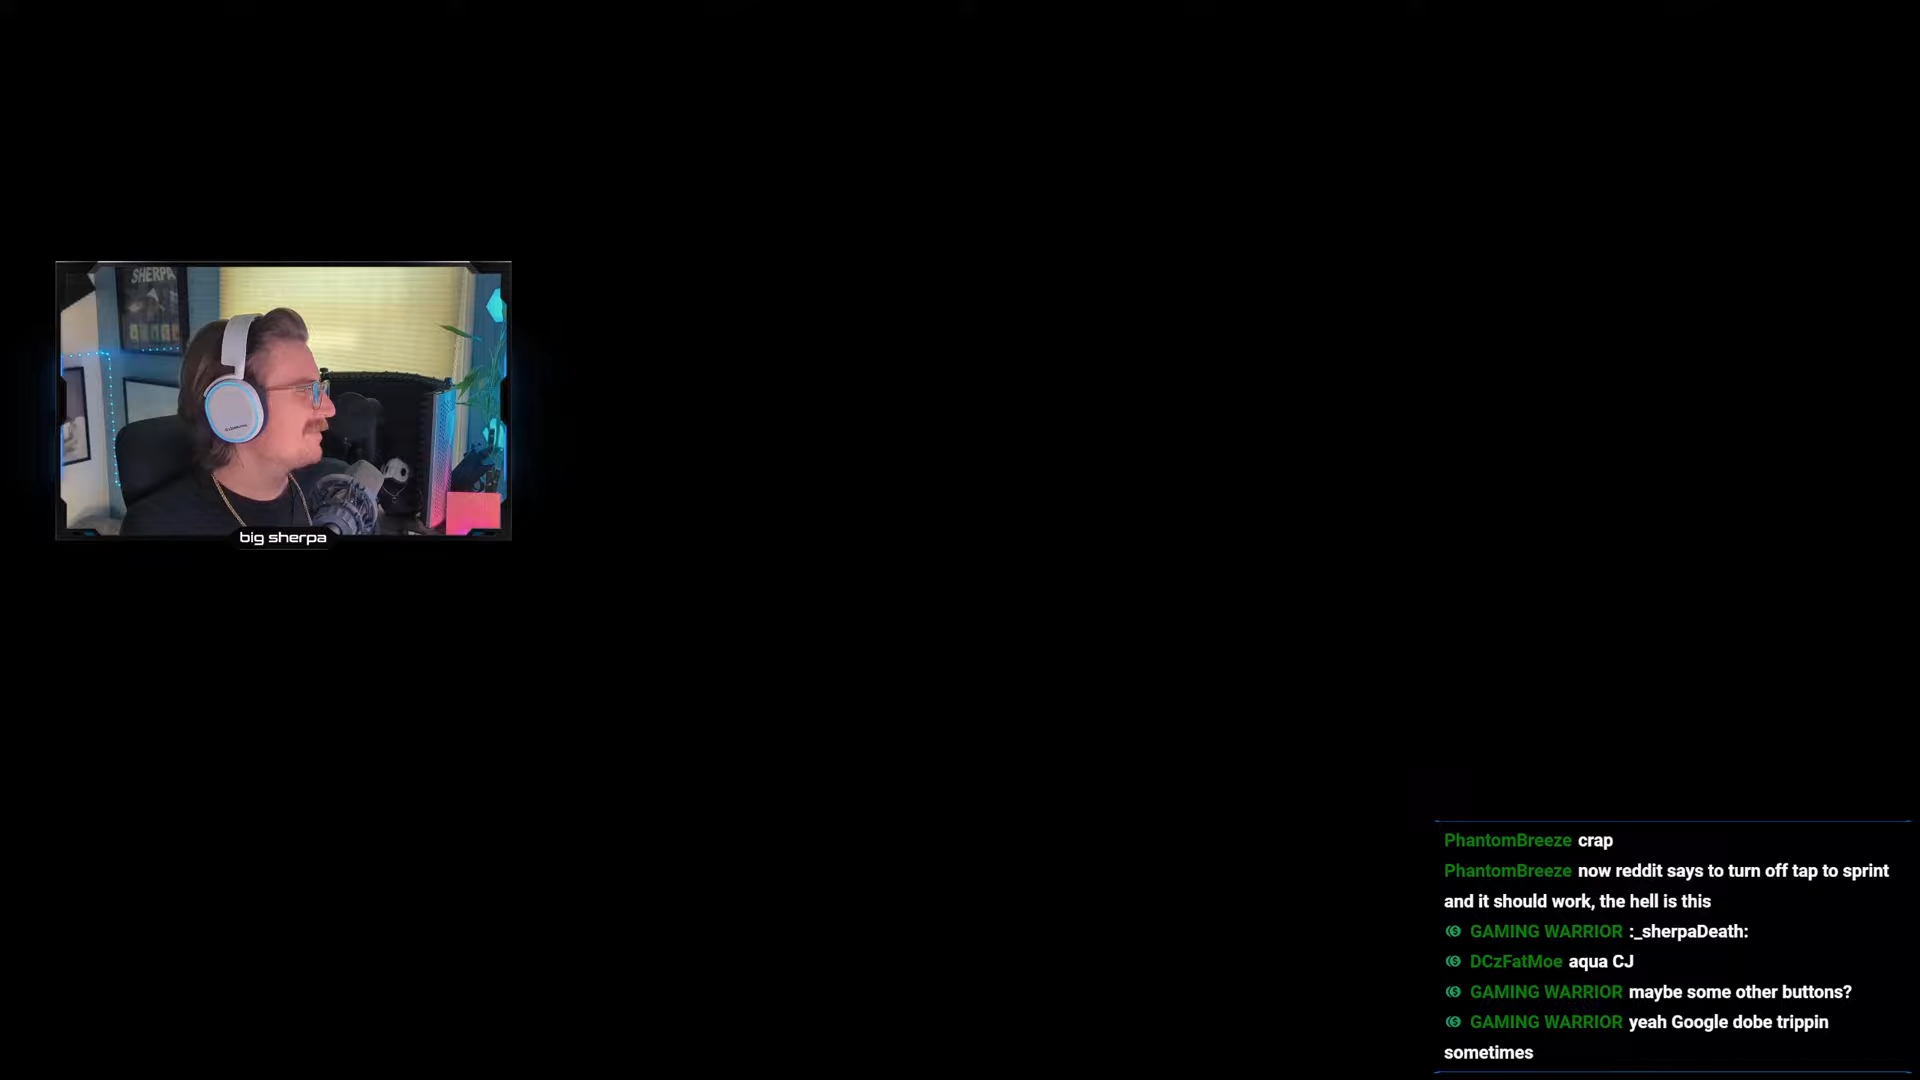 SHERPA
big sherpa
PhantomBreeze crap
PhantomBreeze now reddit says to turn off tap to sprint
and it should work, the hell is this
GAMING WARRIOR :_sherpaDeath:
DCzFatMoe aqua CJ
GAMING WARRIOR maybe some other buttons?
GAMING WARRIOR yeah Google dobe trippin
sometimes